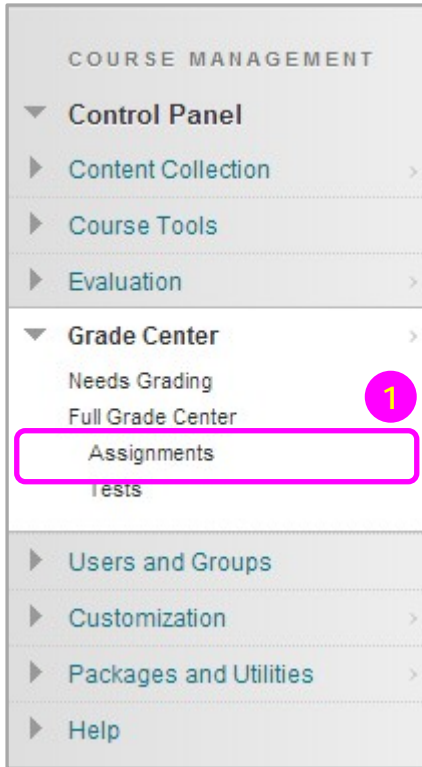 COURSE MANAGEMENT
Control Panel
Content Collection
Course Tools
Evaluation
Grade Center
Needs Grading
1
Full Grade Center
Assignments
Tests
Users and Groups
Customization
Packages and Utilities
Help